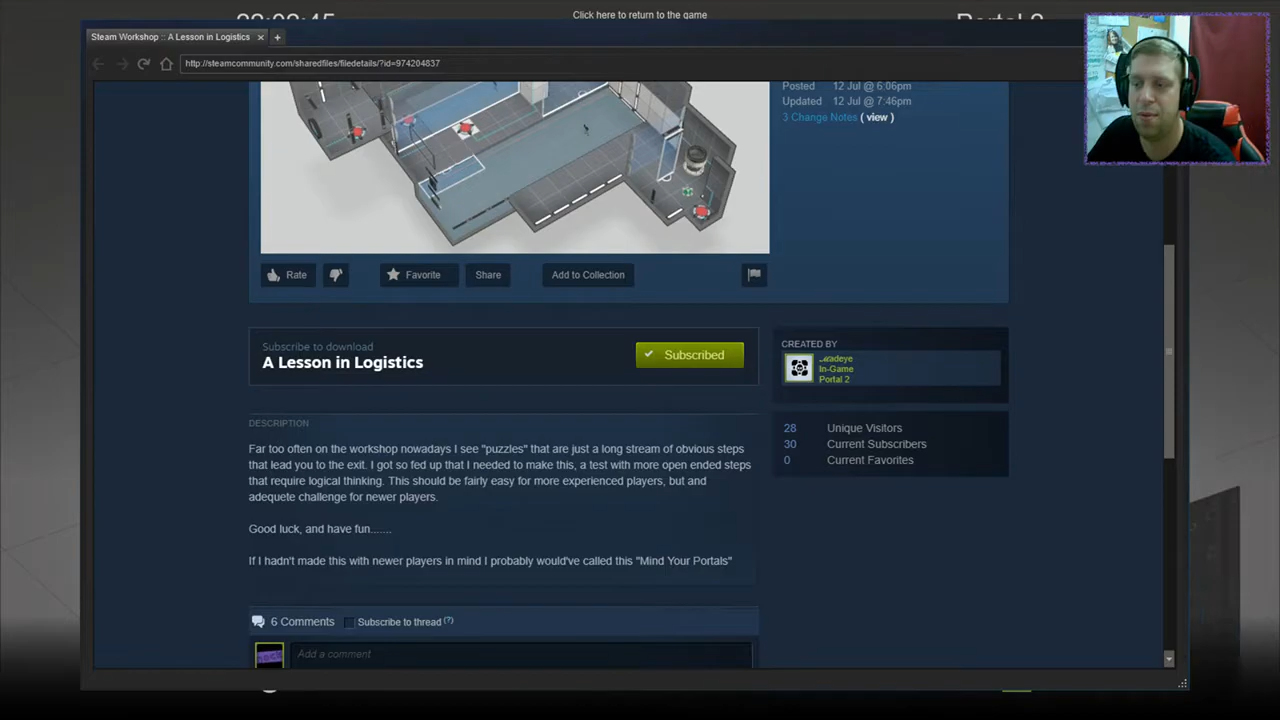 Click here to return to the game
Portal 2
Steam Workshop :: A Lesson in Logistics
http://steamcommunity.com/sharedfiles/filedetails/?id=974204837
Posted 12 Jul @ 6:06pm
Updated 12 Jul @ 7:46pm
3 Change Notes ( view )
Rate
Favorite
Share
Add to Collection
Subscribe to download
A Lesson in Logistics
Subscribed
CREATED BY
In-Game
Portal 2
28 Unique Visitors
30 Current Subscribers
0 Current Favorites
DESCRIPTION
Far too often on the workshop nowadays I see "puzzles" that are just a long stream of obvious steps
that lead you to the exit. I got so fed up that I needed to make this, a test with more open ended steps
that require logical thinking. This should be fairly easy for more experienced players, but and
adequete challenge for newer players.
Good luck, and have fun.......
If I hadn't made this with newer players in mind I probably would've called this "Mind Your Portals"
6 Comments
Subscribe to thread (?)
Add a comment